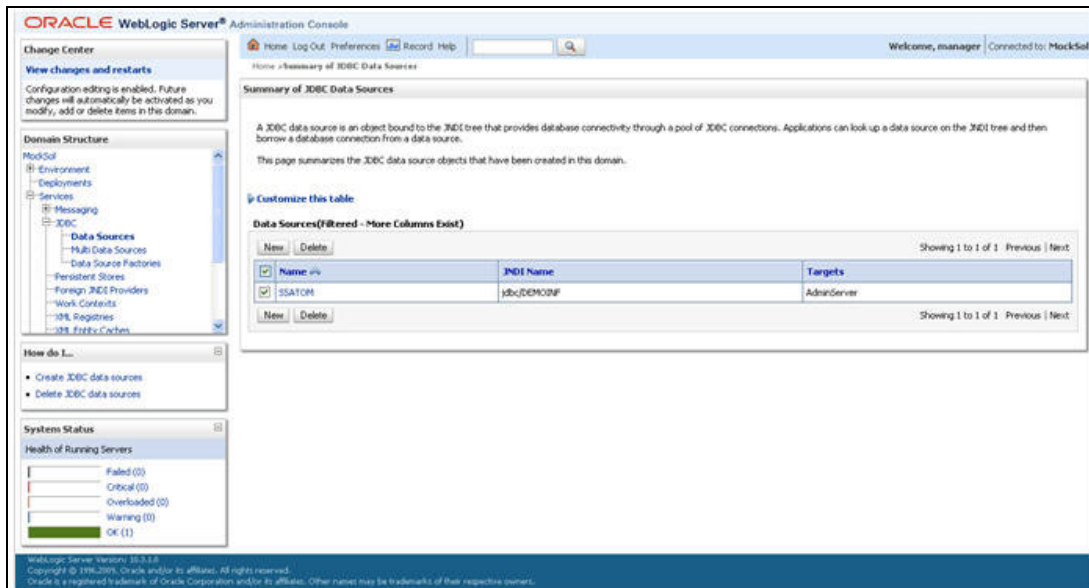 ORACLE WebLogic Server® Administration Console
Change Center
View changes and restarts
Configuration editing is enabled. Future
changes will automatically be activated as you
modify, add or delete items in this domain.
Domain Structure
MockSol
Environment
Deployments
Services
Messaging
JDBC
Data Sources
Multi Data Sources
Data Source Factories
Persistent Stores
Foreign JNDI Providers
Work Contexts
XML Registries
XML Entity Caches
How do I...
Create JDBC data sources
Delete JDBC data sources
System Status
Health of Running Servers
Failed (0)
Critical (0)
Overloaded (0)
Warning (0)
OK (1)
Home Log Out Preferences Record Help
Welcome, manager Connected to: MockSol
Home >Summary of JDBC Data Sources
Summary of JDBC Data Sources
A JDBC data source is an object bound to the JNDI tree that provides database connectivity through a pool of JDBC connections. Applications can look up a data source on the JNDI tree and then
borrow a database connection from a data source.
This page summarizes the JDBC data source objects that have been created in this domain.
Customize this table
Data Sources(Filtered - More Columns Exist)
New Delete Showing 1 to 1 of 1 Previous | Next
Name JNDI Name Targets
SSATOM jdbc/DEMOINF AdminServer
New Delete Showing 1 to 1 of 1 Previous | Next
WebLogic Server Version: 10.3.1.0
Copyright © 1996,2009, Oracle and/or its affiliates. All rights reserved.
Oracle is a registered trademark of Oracle Corporation and/or its affiliates. Other names may be trademarks of their respective owners.